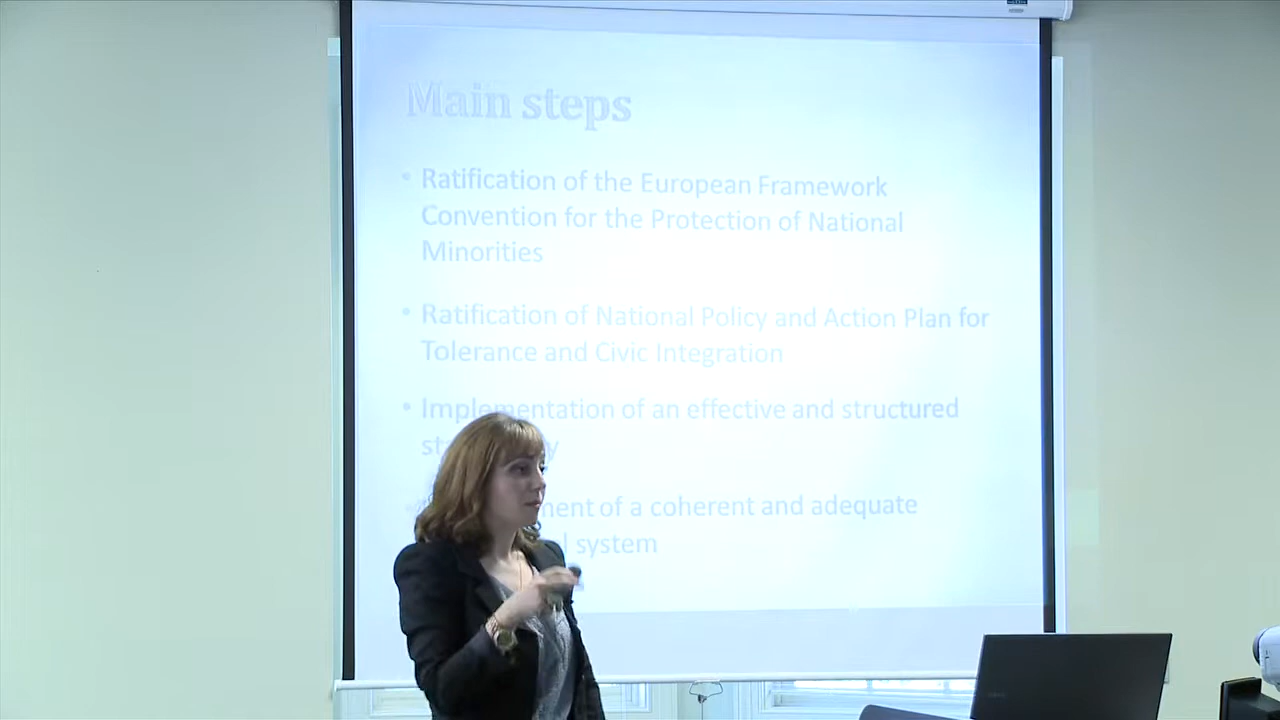 Main steps
• Ratification of the European Framework
Convention for the Protection of National
Minorities
• Ratification of National Policy and Action Plan for
Tolerance and Civic Integration
• Implementation of an effective and structured
• of a coherent and adequate
system